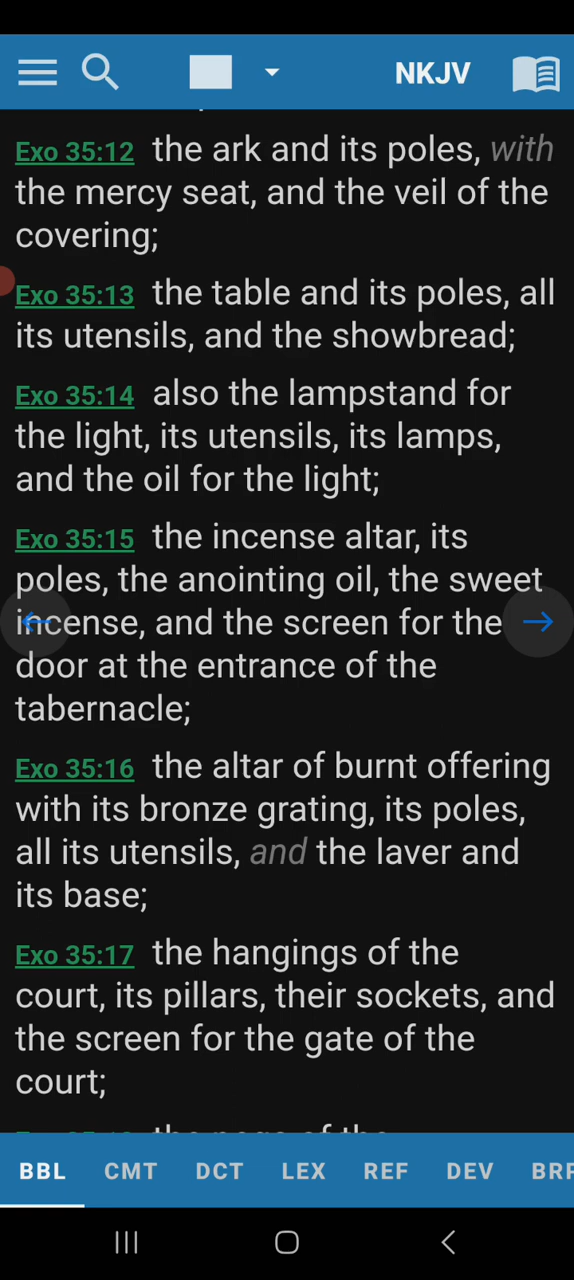 NKJV
Exo 35:12 the ark and its poles, with
the mercy seat, and the veil of the
covering;
Exo 35:13 the table and its poles, all
its utensils, and the showbread;
Exo 35:14 also the lampstand for
the light, its utensils, its lamps,
and the oil for the light;
Exo 35:15 the incense altar, its
poles, the anointing oil, the sweet
incense, and the screen for the
door at the entrance of the
tabernacle;
Exo 35:16 the altar of burnt offering
with its bronze grating, its poles,
all its utensils, and the laver and
its base;
Exo 35:17 the hangings of the
court, its pillars, their sockets, and
the screen for the gate of the
court;
BBL CMT DCT LEX REF DEV